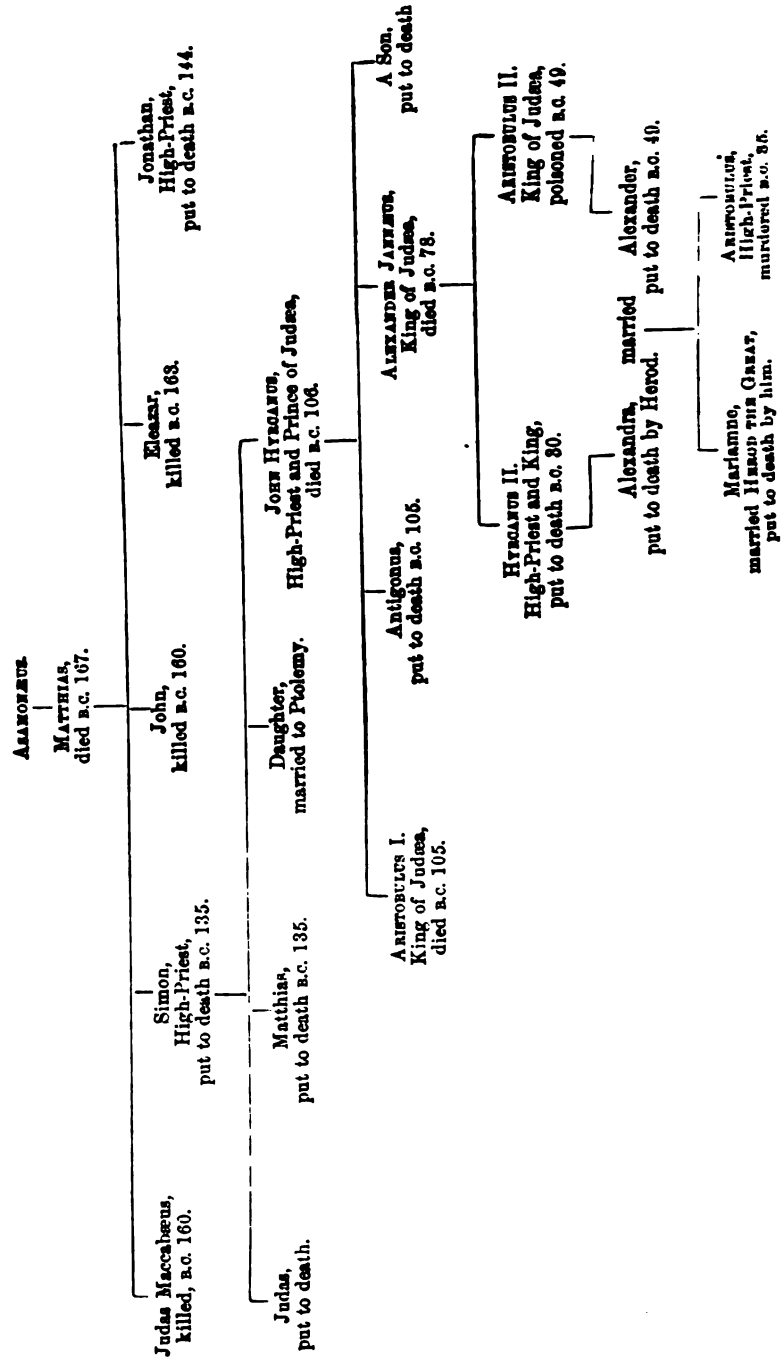 ASAMONÆUS.
MATTHIAS,
died B.C. 167.
Judas Maccabæus,
killed, B.C. 160.
Simon,
High-Priest,
put to death B.C. 135.
John,
killed B.C. 160.
Eleazar,
killed B.C. 163.
Jonathan,
High-Priest,
put to death B.C. 144.
Judas,
put to death.
Matthias,
put to death B.C. 135.
Daughter,
married to Ptolemy.
JOHN HYRCANUS,
High-Priest and Prince of Judæa,
died B.C. 106.
ARISTOBULUS I.
King of Judæa,
died B.C. 105.
Antigonus,
put to death B.C. 105.
ALEXANDER JANNÆUS,
King of Judæa,
died B.C. 78.
A Son,
put to death
HYRCANUS II.
High-Priest and King,
put to death B.C. 30.
ARISTOBULUS II.
King of Judæa,
poisoned B.C. 49.
Alexandra, married Alexander,
put to death by Herod. put to death B.C. 49.
Mariamne,
married HEROD THE GREAT,
put to death by him.
ARISTOBULUS,
High-Priest,
murdered B.C. 35.